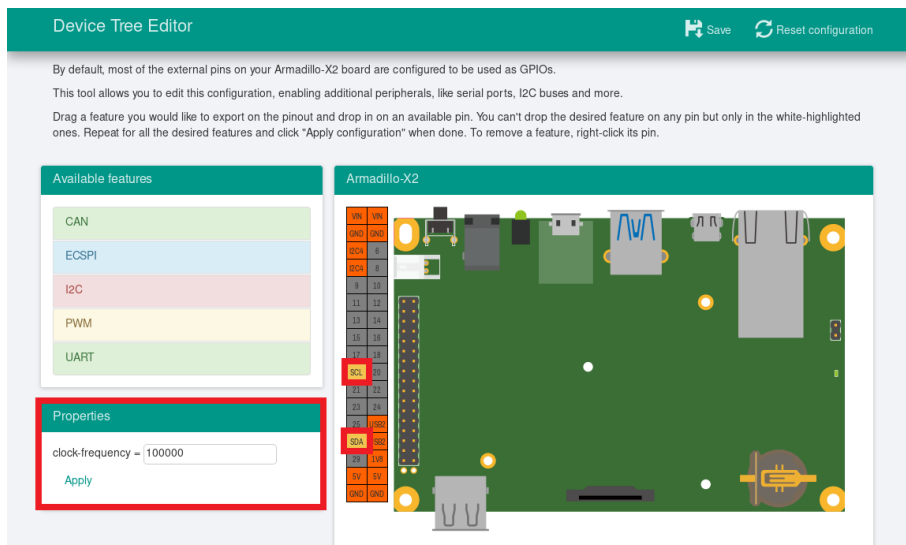 Device Tree Editor
Save
Reset configuration
By default, most of the external pins on your Armadillo-X2 board are configured to be used as GPIOs.
This tool allows you to edit this configuration, enabling additional peripherals, like serial ports, I2C buses and more.
Drag a feature you would like to export on the pinout and drop in on an available pin. You can't drop the desired feature on any pin but only in the white-highlighted
ones. Repeat for all the desired features and click "Apply configuration" when done. To remove a feature, right-click its pin.
Available features
CAN
ECSPI
I2C
PWM
UART
Properties
clock-frequency = 100000
Apply
Armadillo-X2
VIN VIN
GND GND
I2C4 6
I2C4 8
9 10
11 12
13 14
15 16
17 18
SCL 20
21 22
23 24
25 USB2
SDA USB2
29 1V8
5V 5V
GND GND